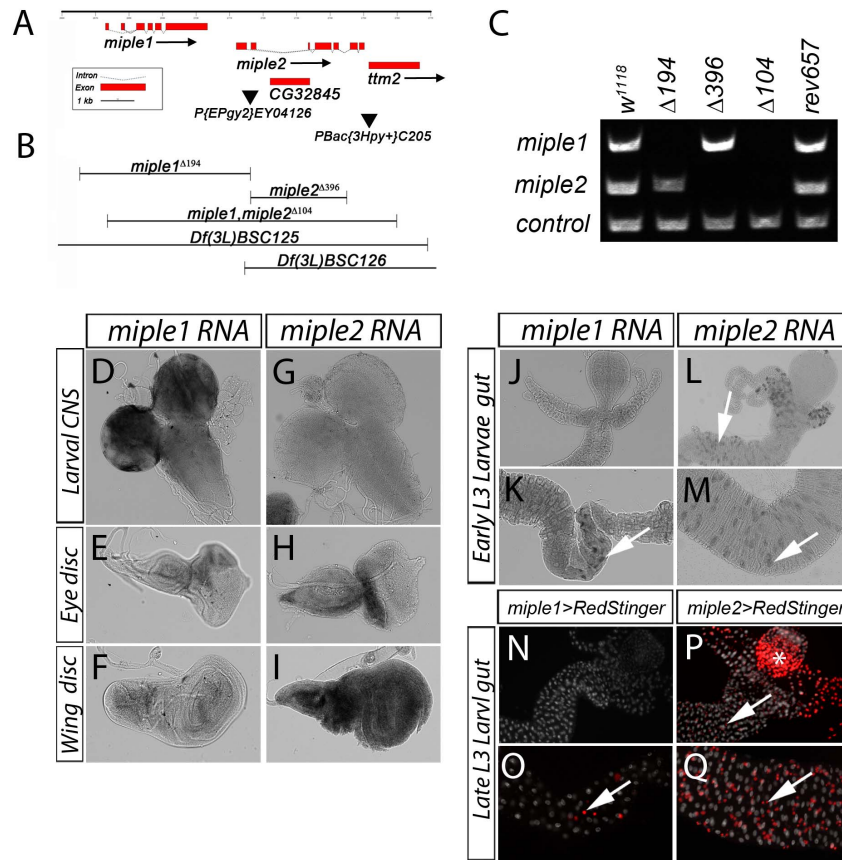 A
miple1
miple2
ttm2
CG32845
Intron
Exon
1 kb
P{EPgy2}EY04126
PBac{3Hpy+}C205
B
miple1Δ194
miple2Δ396
miple1,miple2Δ104
Df(3L)BSC125
Df(3L)BSC126
C
w1118
Δ194
Δ396
Δ104
rev657
miple1
miple2
control
miple1 RNA
miple2 RNA
Larval CNS
D
G
Eye disc
E
H
Wing disc
F
I
miple1 RNA
miple2 RNA
Early L3 Larvae gut
J
L
K
M
miple1>RedStinger
miple2>RedStinger
Late L3 Larvl gut
N
P
*
O
Q